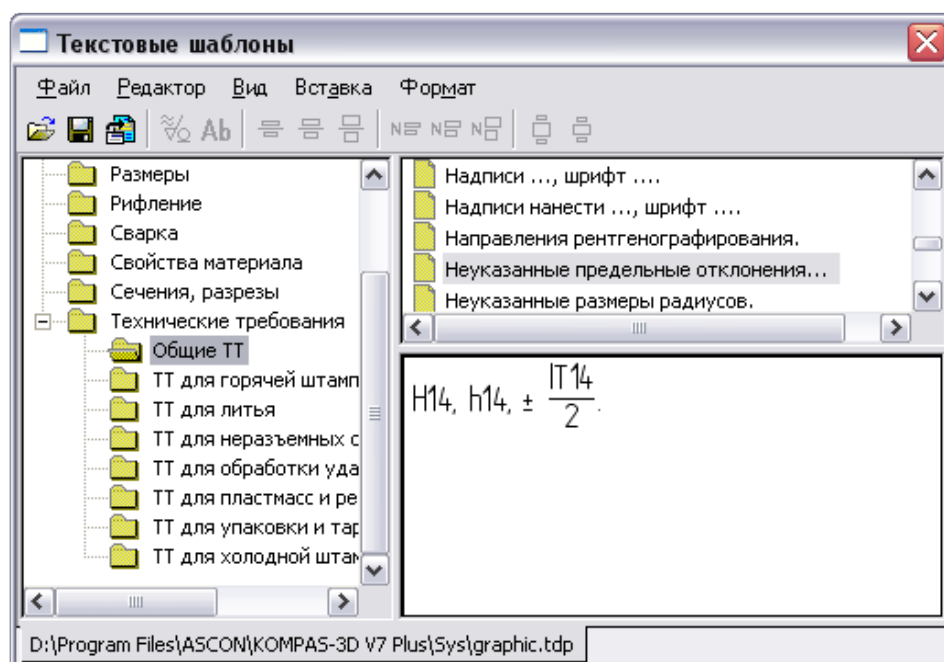 Текстовые шаблоны
Файл Редактор Вид Вставка Формат
Ab N N N
Размеры
Рифление
Сварка
Свойства материала
Сечения, разрезы
Технические требования
Общие ТТ
ТТ для горячей штамп
ТТ для литья
ТТ для неразъемных с
ТТ для обработки уда
ТТ для пластмасс и ре
ТТ для упаковки и тар
ТТ для холодной штам
Надписи ..., шрифт ....
Надписи нанести ..., шрифт ....
Направления рентгенографирования.
Неуказанные предельные отклонения...
Неуказанные размеры радиусов.
H14, h14, ± IT14/2.
D:\Program Files\ASCON\KOMPAS-3D V7 Plus\Sys\graphic.tdp